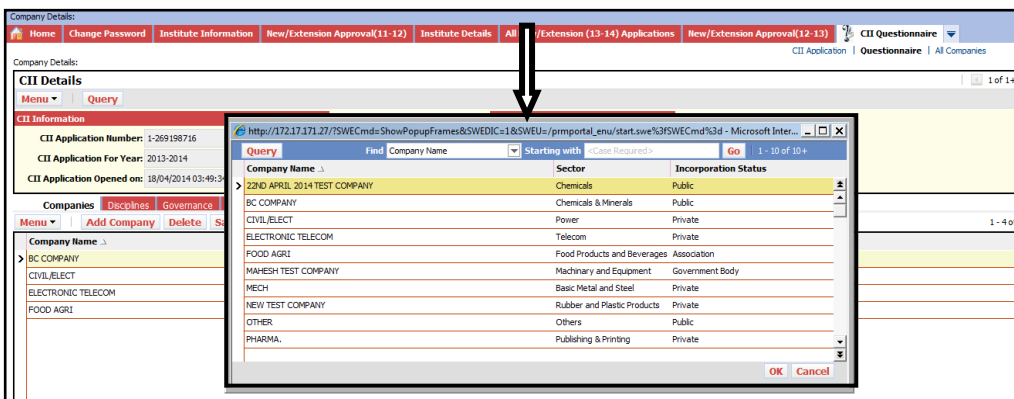 Company Details:
Home Change Password Institute Information New/Extension Approval(11-12) Institute Details All /Extension (13-14) Applications New/Extension Approval(12-13) CII Questionnaire
CII Application | Questionnaire | All Companies
Company Details:
CII Details
1 of 1+
Menu Query
CII Information
CII Application Number: 1-269198716
CII Application For Year: 2013-2014
CII Application Opened on: 18/04/2014 03:49:34
Companies Disciplines Governance
Menu Add Company Delete
1 - 4 of
Company Name
BC COMPANY
CIVIL/ELECT
ELECTRONIC TELECOM
FOOD AGRI
http://172.17.171.27/?SWECmd=ShowPopupFrames&SWEDIC=1&SWEU=/prmportal_enu/start.swe%3fSWECmd%3d - Microsoft Inter...
Query Find Company Name Starting with <Case Required> Go 1 - 10 of 10+
Company Name Sector Incorporation Status
22ND APRIL 2014 TEST COMPANY Chemicals Public
BC COMPANY Chemicals & Minerals Public
CIVIL/ELECT Power Private
ELECTRONIC TELECOM Telecom Private
FOOD AGRI Food Products and Beverages Association
MAHESH TEST COMPANY Machinary and Equipment Government Body
MECH Basic Metal and Steel Private
NEW TEST COMPANY Rubber and Plastic Products Private
OTHER Others Public
PHARMA. Publishing & Printing Private
OK Cancel